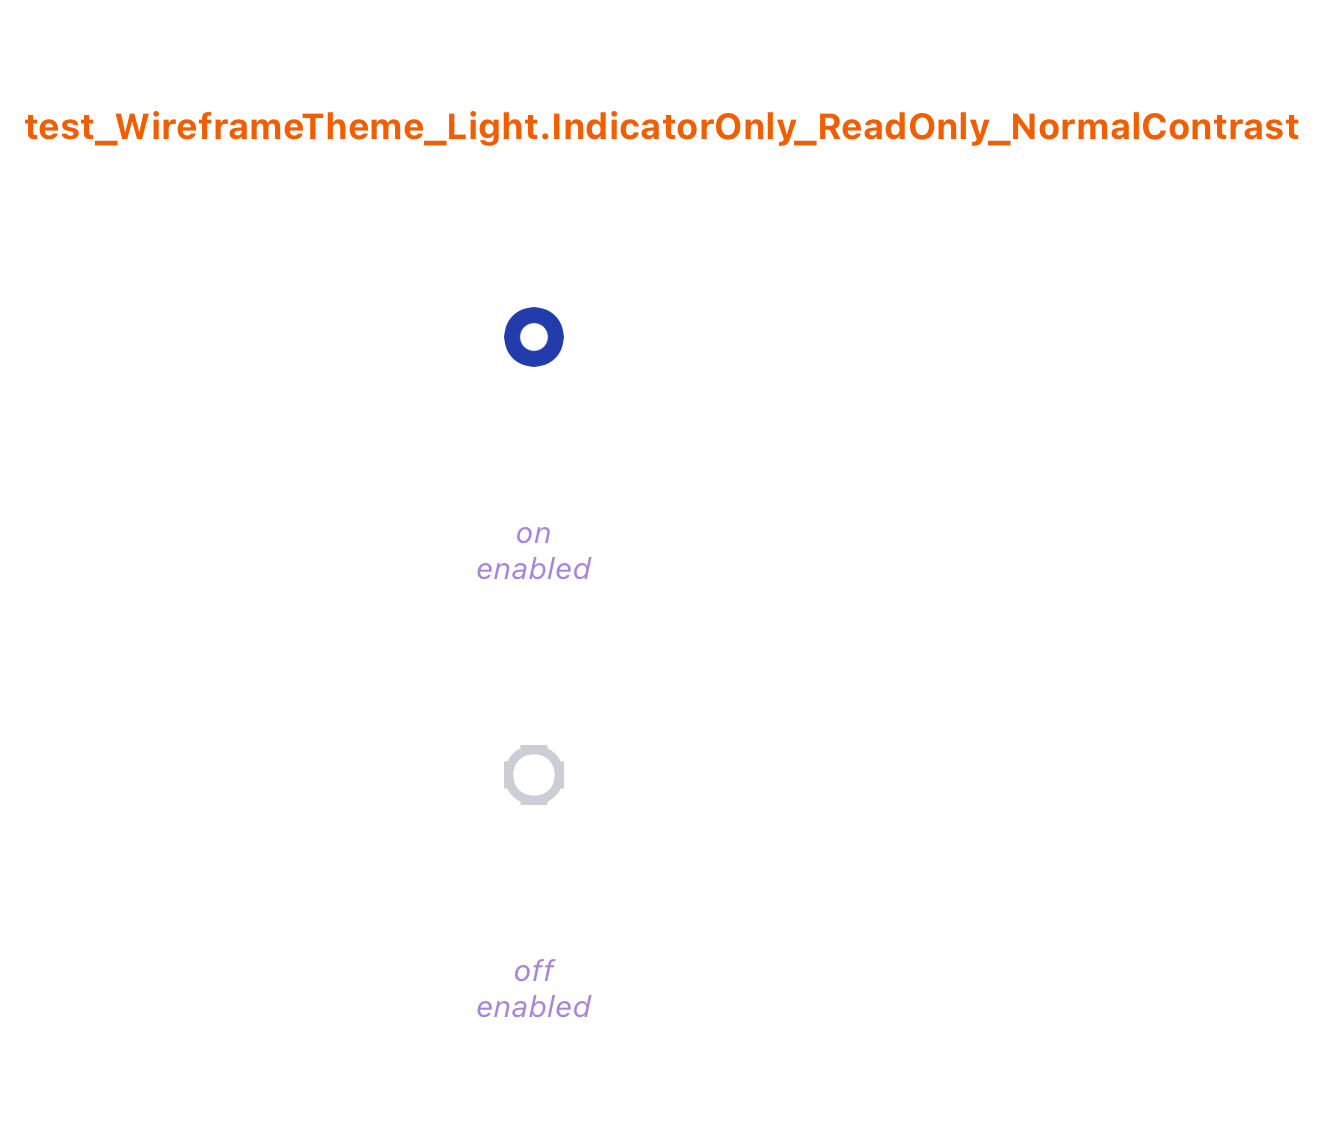 test_WireframeTheme_Light.IndicatorOnly_ReadOnly_NormalContrast
on
enabled
off
enabled